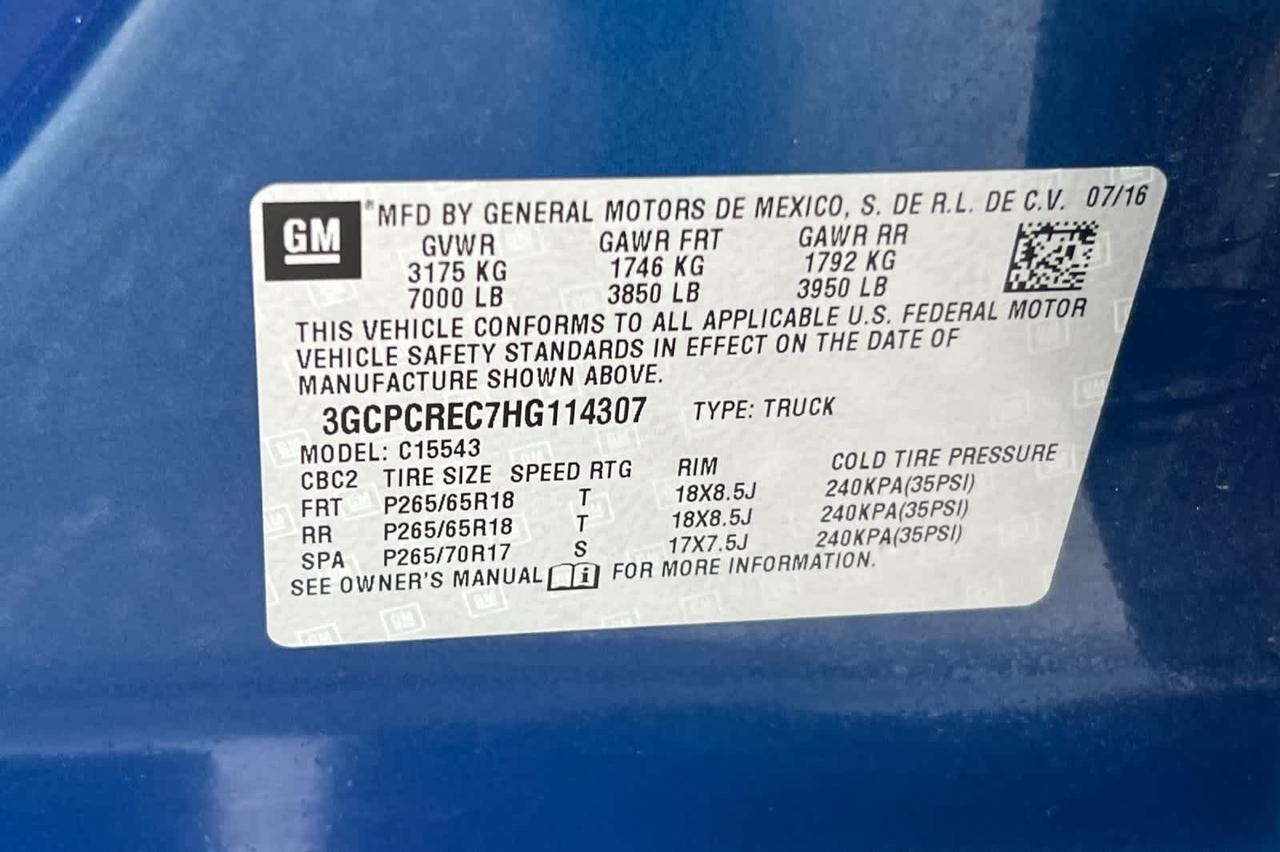 GM ®MFD BY GENERAL MOTORS DE MEXICO, S. DE R.L. DE C.V. 07/16
GVWR GAWR FRT GAWR RR
3175 KG 1746 KG 1792 KG
7000 LB 3850 LB 3950 LB
THIS VEHICLE CONFORMS TO ALL APPLICABLE U.S. FEDERAL MOTOR
VEHICLE SAFETY STANDARDS IN EFFECT ON THE DATE OF
MANUFACTURE SHOWN ABOVE.
3GCPCREC7HG114307 TYPE: TRUCK
MODEL: C15543
CBC2 TIRE SIZE SPEED RTG RIM COLD TIRE PRESSURE
FRT P265/65R18 T 18X8.5J 240KPA(35PSI)
RR P265/65R18 T 18X8.5J 240KPA(35PSI)
SPA P265/70R17 S 17X7.5J 240KPA(35PSI)
SEE OWNER'S MANUAL i FOR MORE INFORMATION.